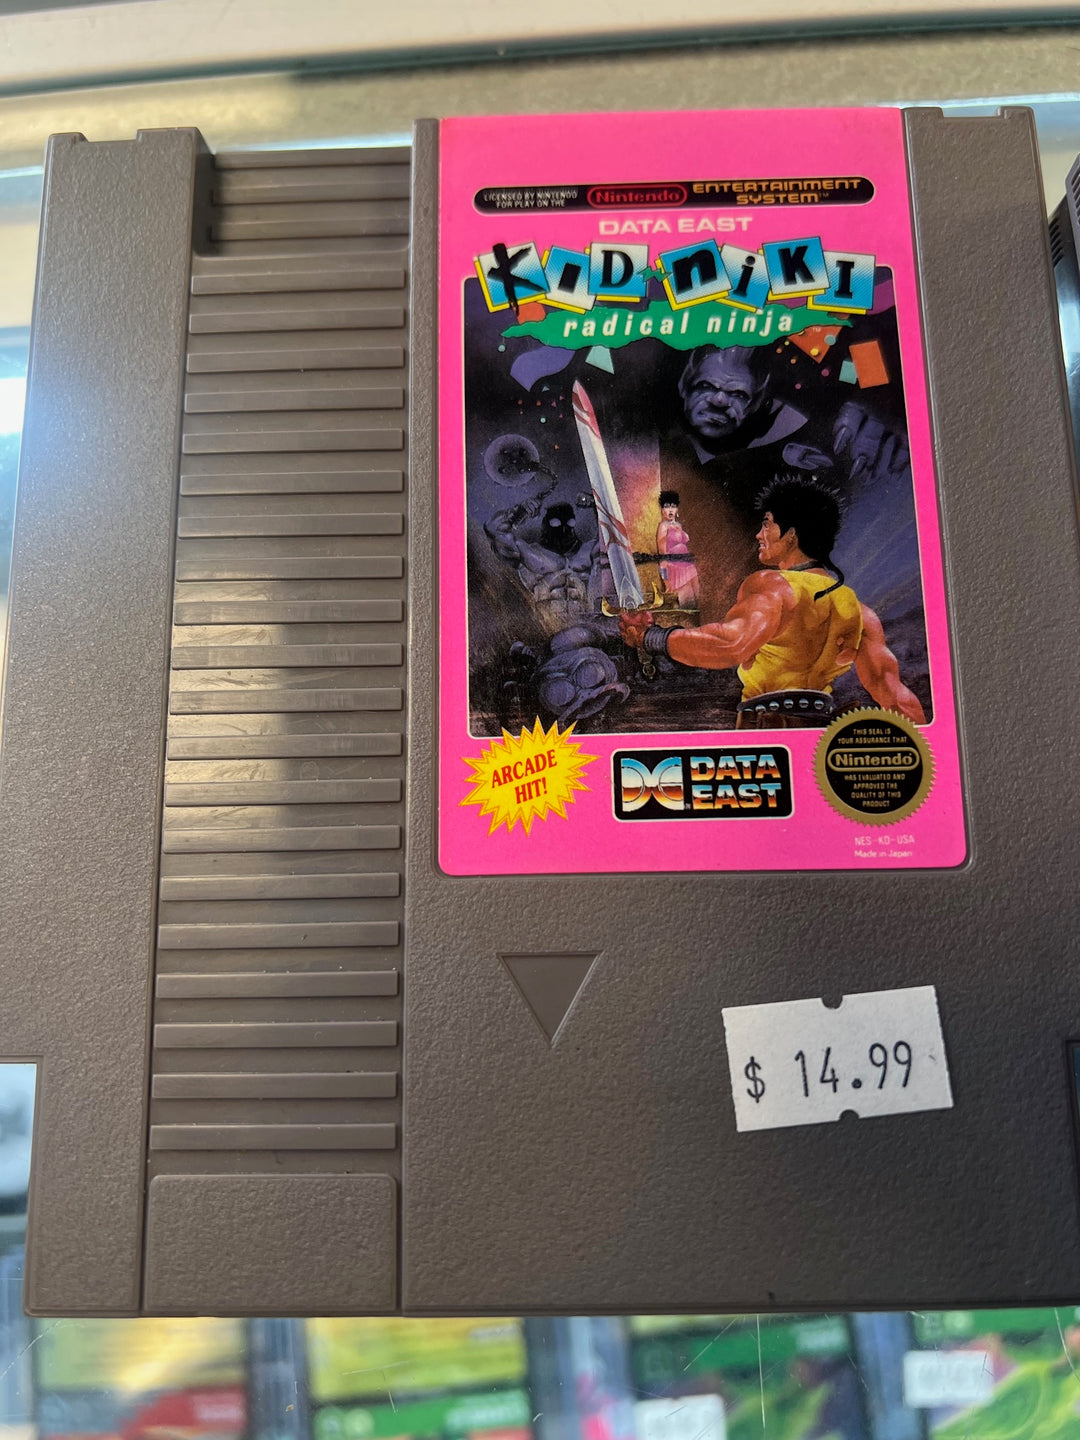 LICENSED BY NINTENDO
FOR PLAY ON THE
Nintendo
ENTERTAINMENT
SYSTEM™
DATA EAST
KID NIKI
radical ninja™
ARCADE
HIT!
DATA
EAST
THIS SEAL IS
YOUR ASSURANCE THAT
Nintendo
HAS EVALUATED AND
APPROVED THE
QUALITY OF THIS
PRODUCT
NES-KD-USA
Made in Japan
$ 14.99